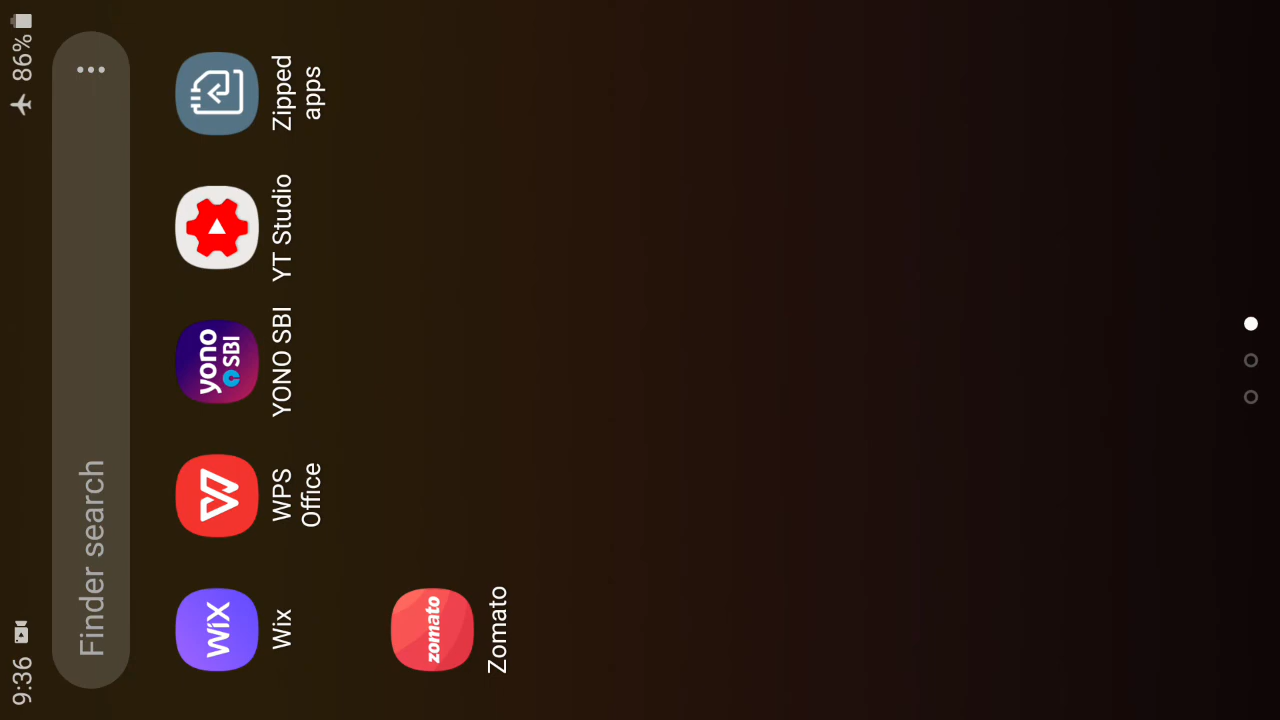 9:36
86%
Finder search
WiX
yono
SBI
Wix
WPS
Office
YONO SBI
YT Studio
Zipped
apps
zomato
Zomato